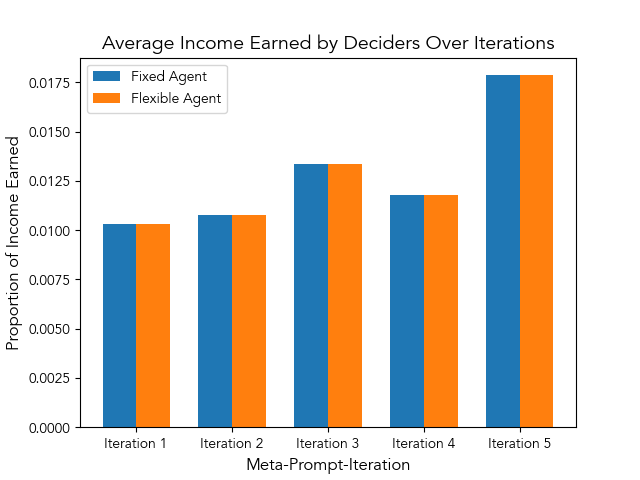 Average Income Earned by Deciders Over Iterations
Fixed Agent
Flexible Agent
Proportion of Income Earned
0.0175
0.0150
0.0125
0.0100
0.0075
0.0050
0.0025
0.0000
Iteration 1
Iteration 2
Iteration 3
Iteration 4
Iteration 5
Meta-Prompt-Iteration